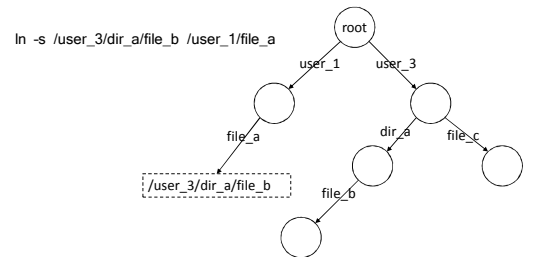 ln -s /user_3/dir_a/file_b /user_1/file_a
root
user_1
user_3
file_a
dir_a
file_c
/user_3/dir_a/file_b
file_b